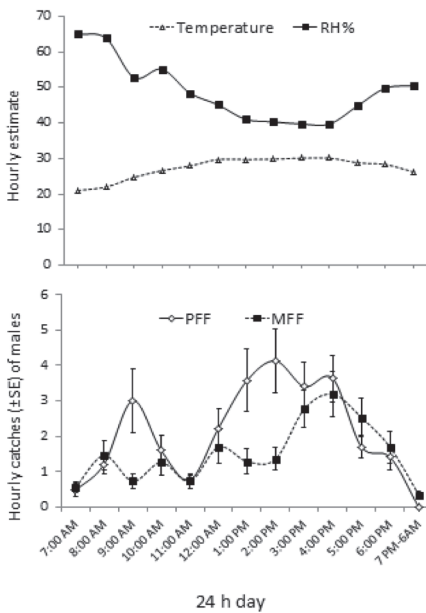 70
Temperature
RH%
60
50
40
30
20
10
0
Hourly estimate
6
PFF
MFF
5
4
3
2
1
0
Hourly catches (±SE) of males
7:00 AM
8:00 AM
9:00 AM
10:00 AM
11:00 AM
12:00 AM
1:00 PM
2:00 PM
3:00 PM
4:00 PM
5:00 PM
6:00 PM
7 PM-6AM
24 h day